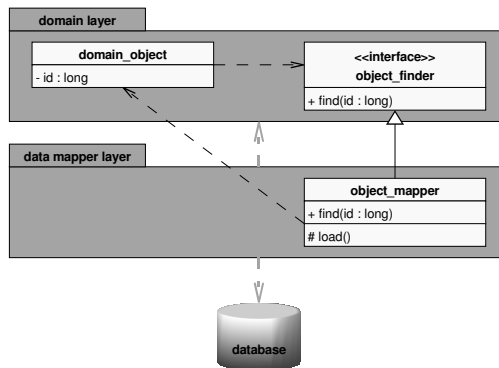 domain layer
domain_object
- id : long
<<interface>>
object_finder
+ find(id : long)
data mapper layer
object_mapper
+ find(id : long)
# load()
database